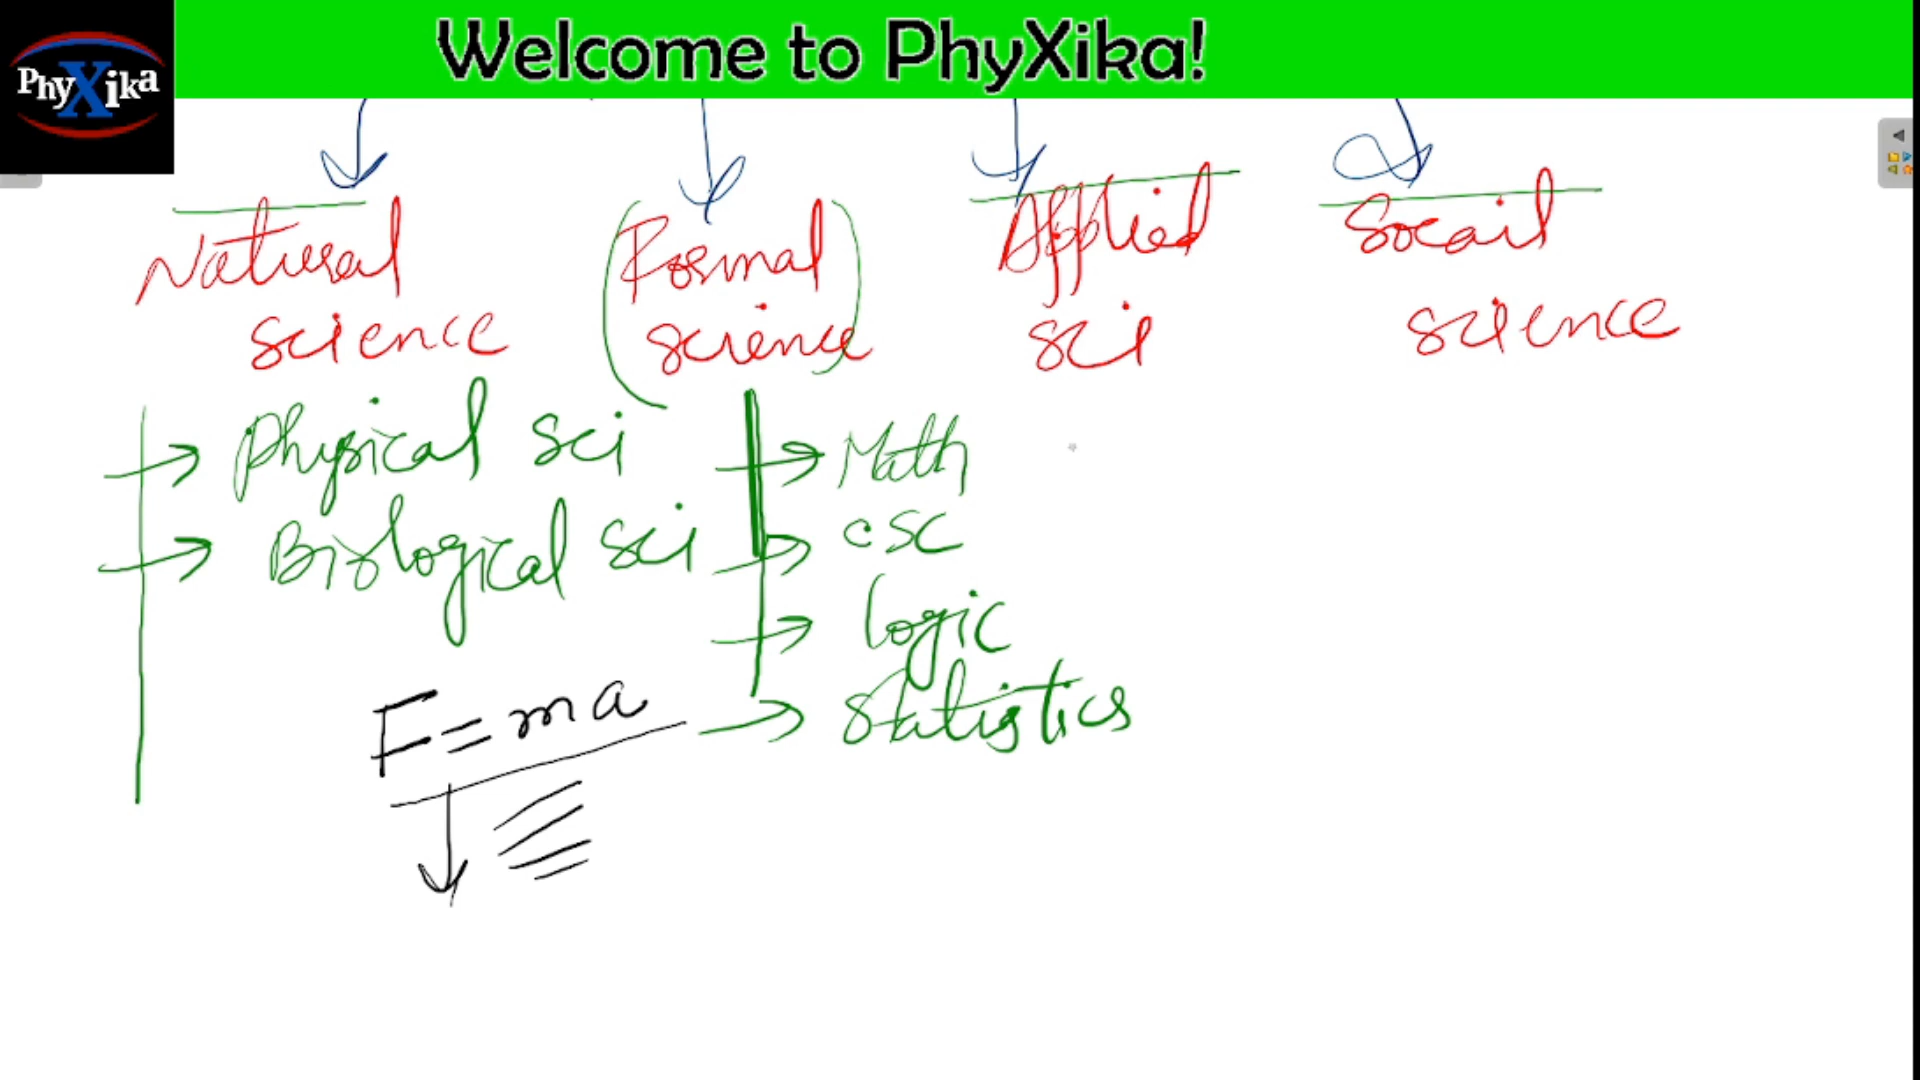 Welcome to PhyXika!
PhyXika
Natural
science
Formal
science
Applied
sci
Socail
science
Physical sci
Biological sci
Math
CSC
logic
Statistics
F = ma